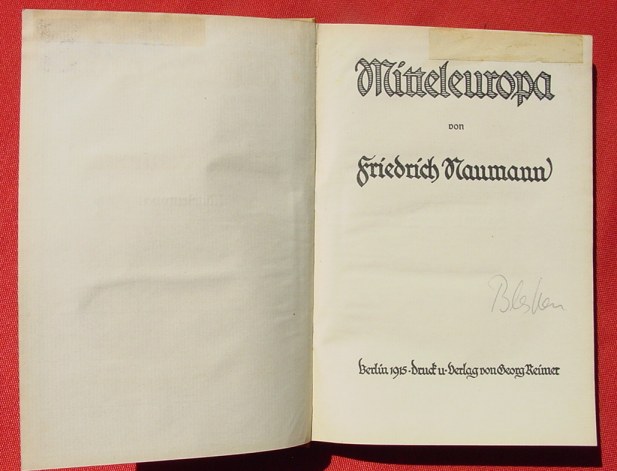 Mitteleuropa
von
Friedrich Naumann
Berlin 1915 · Druck u. Verlag von Georg Reimer